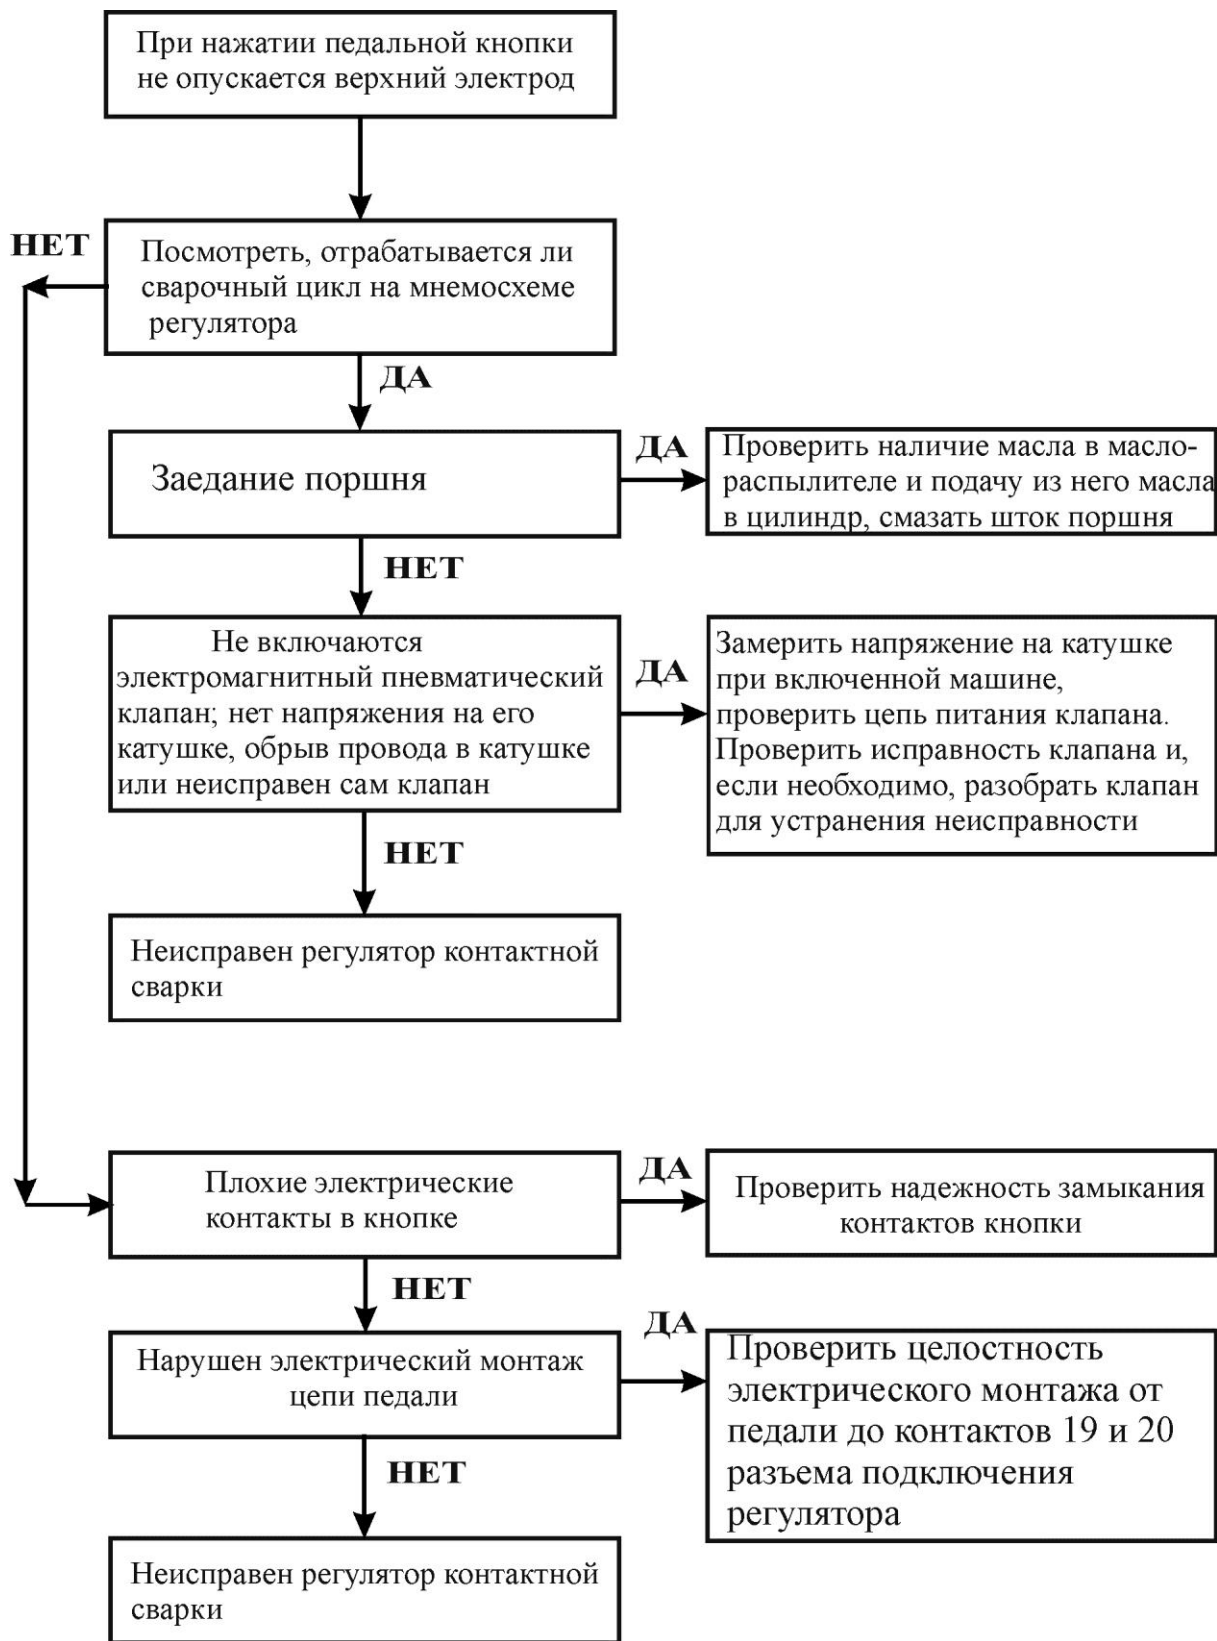 При нажатии педальной кнопки
не опускается верхний электрод
НЕТ
Посмотреть, отрабатывается ли
сварочный цикл на мнемосхеме
регулятора
ДА
Заедание поршня
ДА
Проверить наличие масла в масло-
распылителе и подачу из него масла
в цилиндр, смазать шток поршня
НЕТ
Не включаются
электромагнитный пневматический
клапан; нет напряжения на его
катушке, обрыв провода в катушке
или неисправен сам клапан
ДА
Замерить напряжение на катушке
при включенной машине,
проверить цепь питания клапана.
Проверить исправность клапана и,
если необходимо, разобрать клапан
для устранения неисправности
НЕТ
Неисправен регулятор контактной
сварки
Плохие электрические
контакты в кнопке
ДА
Проверить надежность замыкания
контактов кнопки
НЕТ
Нарушен электрический монтаж
цепи педали
ДА
Проверить целостность
электрического монтажа от
педали до контактов 19 и 20
разъема подключения
регулятора
НЕТ
Неисправен регулятор контактной
сварки